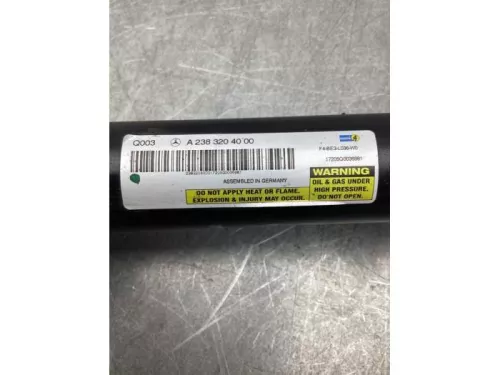 Q003 A 238 320 40 00
ASSEMBLED IN GERMANY
DO NOT APPLY HEAT OR FLAME.
EXPLOSION & INJURY MAY OCCUR.
WARNING
OIL & GAS UNDER
HIGH PRESSURE.
DO NOT OPEN.